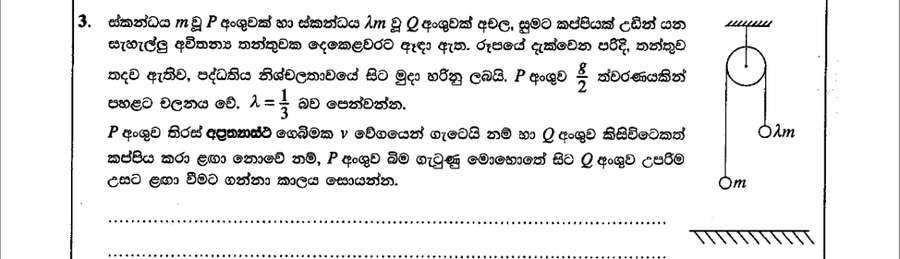 3. ස්කන්ධය m වූ P අංශුවක් හා ස්කන්ධය λm වූ Q අංශුවක් අචල, සුමට කප්පියක් උඩින් යන
සැහැල්ලු අවිතන්‍ය තන්තුවක දෙකෙළවරට ඈඳා ඇත. රූපයේ දැක්වෙන පරිදි, තන්තුව
තදව ඇතිව, පද්ධතිය නිශ්චලතාවයේ සිට මුදා හරිනු ලබයි. P අංශුව g/2 ත්වරණයකින්
පහළට චලනය වේ. λ = 1/3 බව පෙන්වන්න.
P අංශුව තිරස් අප්‍රත්‍යාස්ථ ගෙබිමක v වේගයෙන් ගැටෙයි නම් හා Q අංශුව කිසිවිටෙකත්
කප්පිය කරා ළඟා නොවේ නම්, P අංශුව බිම ගැටුණු මොහොතේ සිට Q අංශුව උපරිම
උසට ළඟා වීමට ගන්නා කාලය සොයන්න.
λm
m